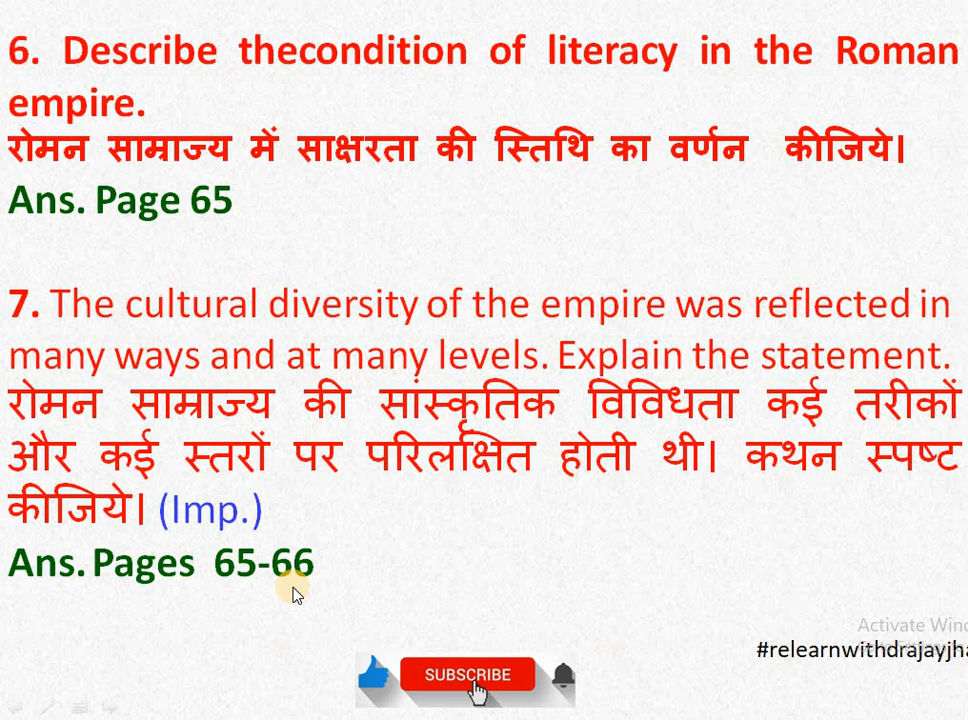 6. Describe thecondition of literacy in the Roman
empire.
रोमन साम्राज्य में साक्षरता की स्तिथि का वर्णन कीजिये।
Ans. Page 65
7. The cultural diversity of the empire was reflected in
many ways and at many levels. Explain the statement.
रोमन साम्राज्य की सांस्कृतिक विविधता कई तरीकों
और कई स्तरों पर परिलर्क्षित होती थी। कथन स्पष्ट
कीजिये। (Imp.)
Ans. Pages 65-66
Activate Wind
#relearnwithdrajayjha
SUBSCRIBE